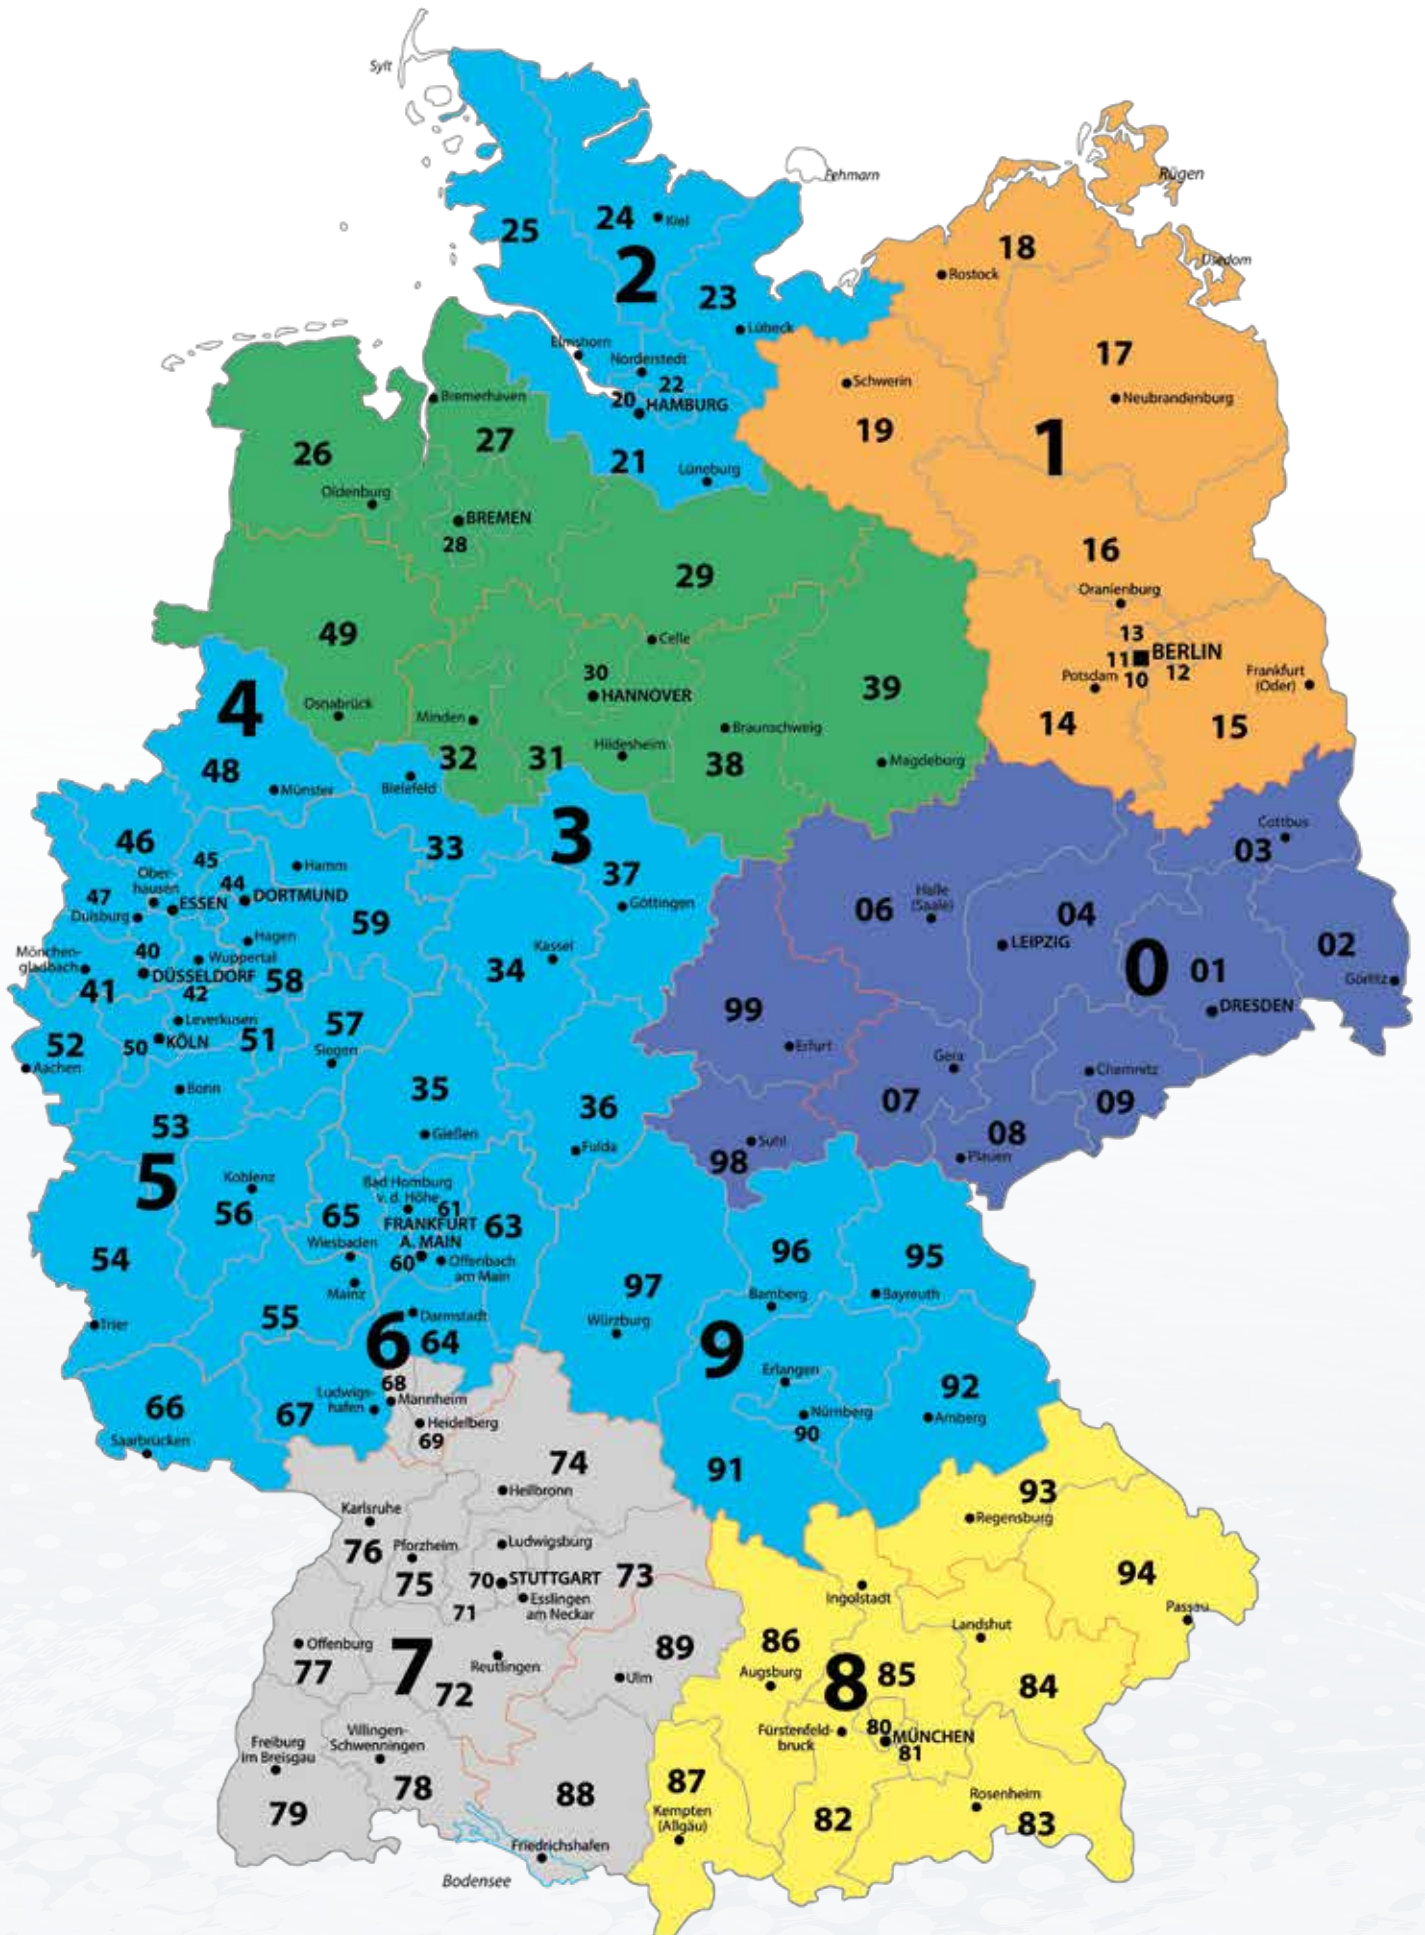 Sylt
Fehmarn
Rügen
25
24
Kiel
2
18
Usedom
Rostock
23
Lübeck
Elmshorn
Norderstedt
17
22
Schwerin
20
HAMBURG
Neubrandenburg
Bremerhaven
19
1
27
26
21
Lüneburg
Oldenburg
BREMEN
28
16
29
Oranienburg
49
13
Celle
BERLIN
11
30
12
Potsdam
10
Frankfurt
(Oder)
HANNOVER
39
4
Osnabrück
Minden
Braunschweig
14
15
Hildesheim
32
31
38
Magdeburg
48
Münster
Bielefeld
3
Cottbus
46
33
03
45
Hamm
37
Ober-
hausen
44
DORTMUND
47
ESSEN
Halle
(Saale)
Göttingen
06
04
Duisburg
59
Hagen
40
Kassel
LEIPZIG
02
Mönchen-
gladbach
Wuppertal
0
01
34
DÜSSELDORF
58
Görlitz
41
42
99
DRESDEN
Leverkusen
57
52
50
KÖLN
51
Siegen
Erfurt
Gera
Aachen
Chemnitz
Bonn
35
07
09
36
53
Gießen
08
Suhl
Fulda
Plauen
98
5
Koblenz
Bad Homburg
v. d. Höhe
56
65
61
63
FRANKFURT
A. MAIN
Wiesbaden
96
95
54
60
Offenbach
am Main
97
Mainz
Bamberg
Bayreuth
55
Trier
Darmstadt
Würzburg
6
64
9
Erlangen
68
92
Ludwigs-
hafen
Mannheim
66
67
Nürnberg
Amberg
Heidelberg
90
Saarbrücken
69
74
91
93
Heilbronn
Karlsruhe
Regensburg
76
Pforzheim
Ludwigsburg
73
94
75
70
STUTTGART
Ingolstadt
Esslingen
am Neckar
71
Passau
Landshut
Offenburg
86
89
77
7
Reutlingen
Augsburg
8
85
Ulm
84
72
Villingen-
Schwenningen
Fürstenfeld-
bruck
80
MÜNCHEN
Freiburg
im Breisgau
81
87
78
88
Rosenheim
79
Kempten
(Allgäu)
82
83
Friedrichshafen
Bodensee